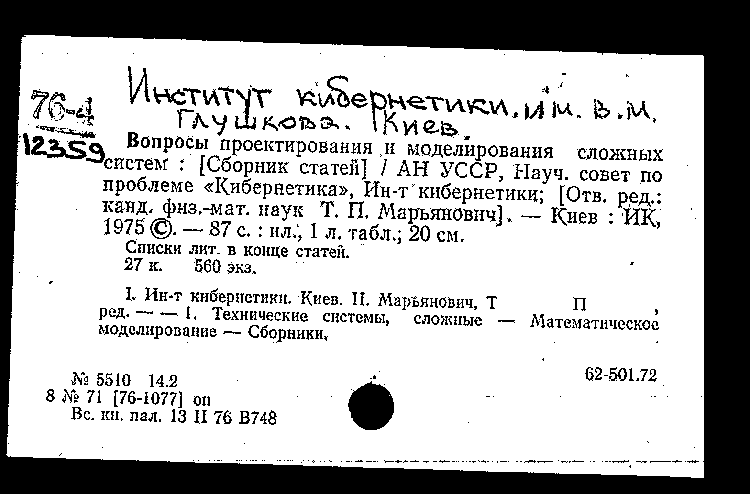 76-4
12359
Институт кибернетики. им. В. М.
Глушкова. Киев.
Вопросы проектирования и моделирования сложных
систем : [Сборник статей] / АН УССР, Науч. совет по
проблеме «Кибернетика», Ин-т кибернетики; [Отв. ред.:
канд. физ.-мат. наук Т. П. Марьянович]. — Киев : ИК,
1975 ©. — 87 с. : ил., 1 л. табл.; 20 см.
Списки лит. в конце статей.
27 к. 560 экз.
I. Ин-т кибернетики. Киев. II. Марьянович, Т П ,
ред. — — 1. Технические системы, сложные — Математическое
моделирование — Сборники.
62-501.72
№ 5510 14.2
8 № 71 [76-1077] оп
Вс. кн. пал. 13 II 76 В748